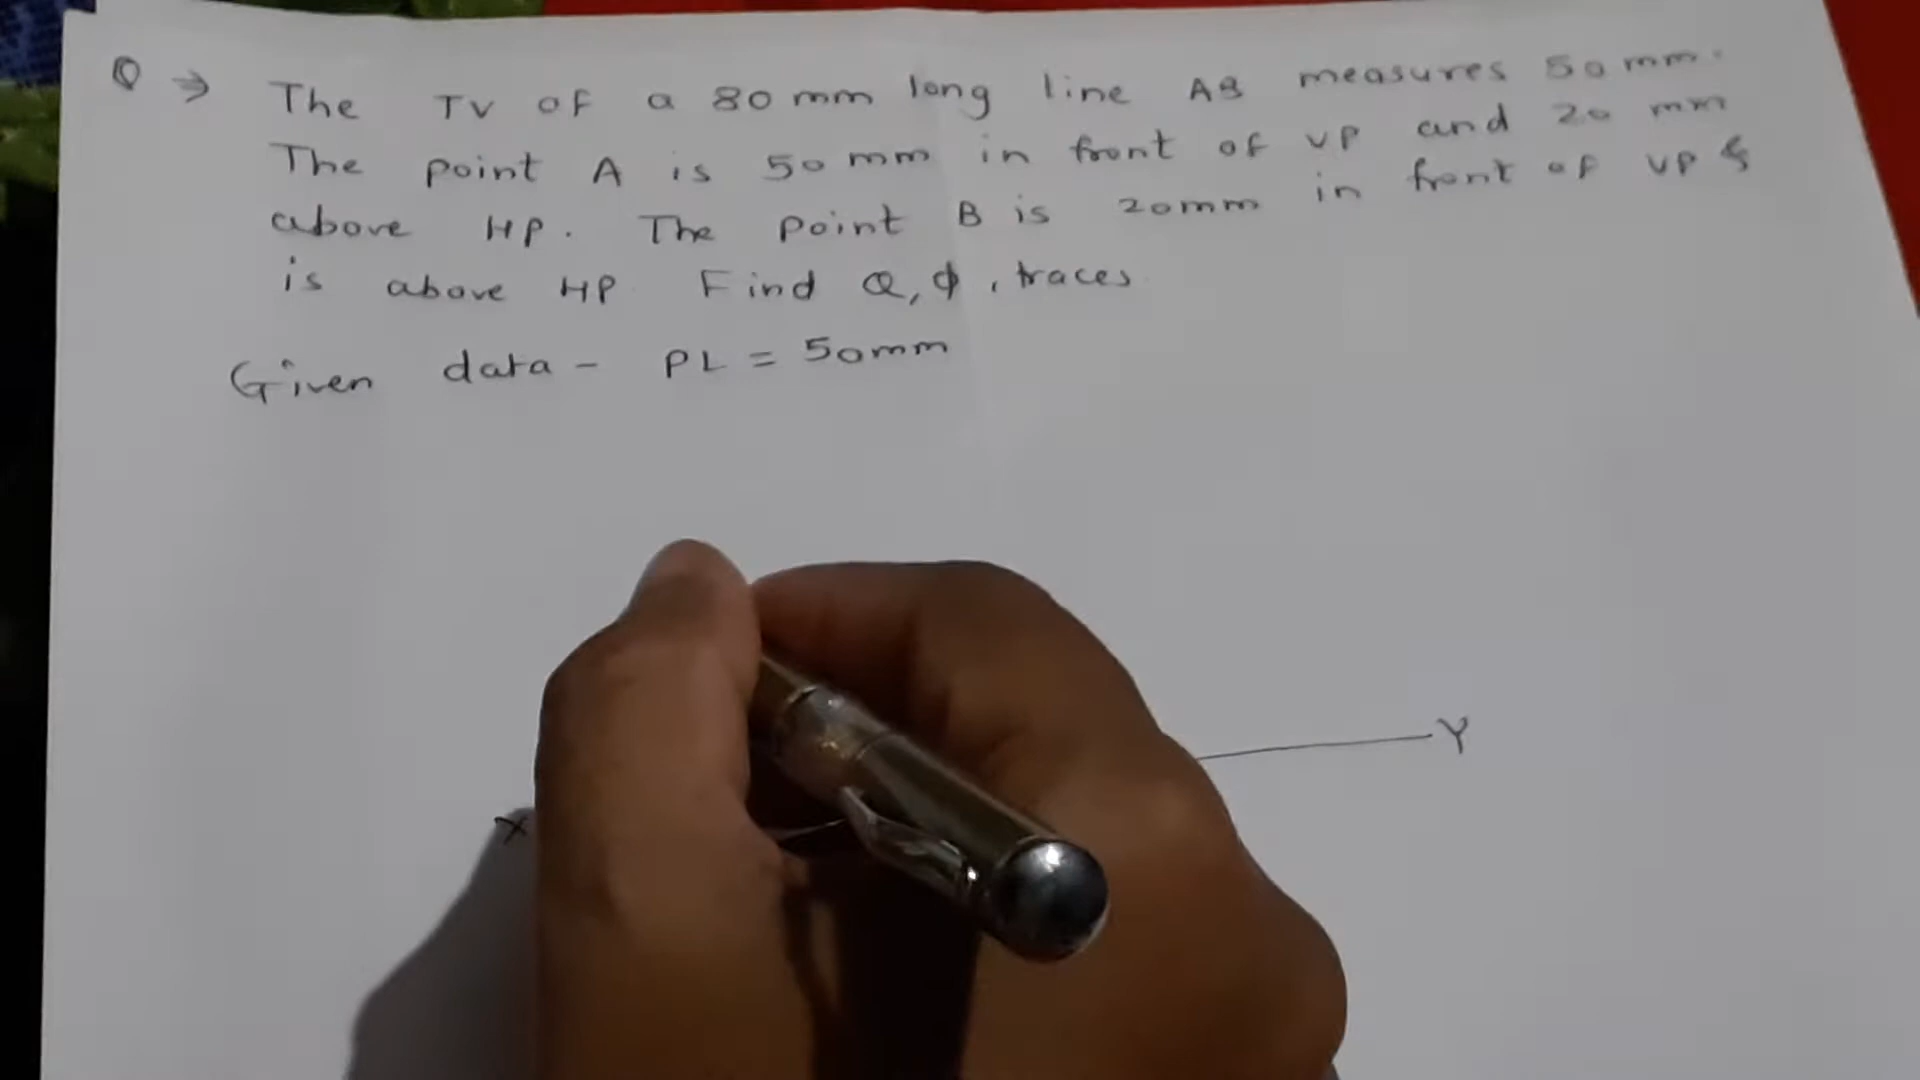 Q ⇒ The TV of a 80 mm long line AB measures 50 mm.
The point A is 50 mm in front of VP and 20 mm
above HP. The point B is 20mm in front of VP &
is above HP Find Q, ϕ, traces.
Given data - PL = 50mm
Y
X